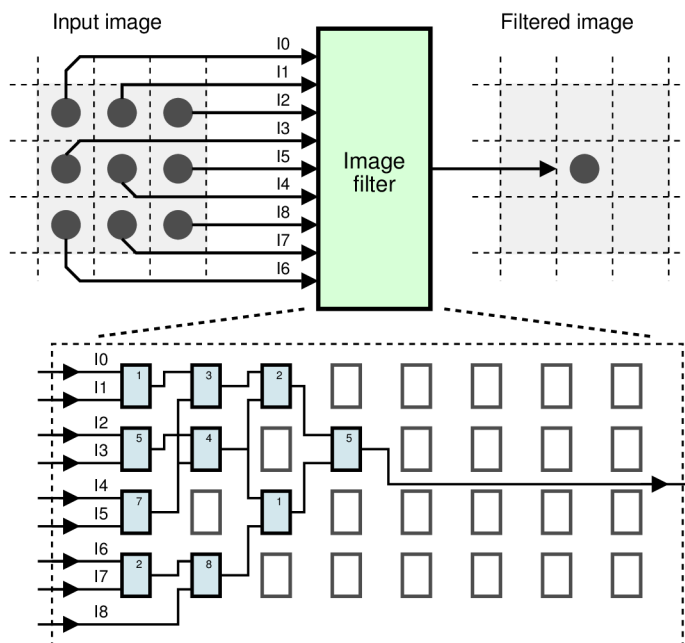 Input image
Filtered image
I0
I1
I2
I3
I5
I4
I8
I7
I6
Image
filter
I0
I1
I2
I3
I4
I5
I6
I7
I8
1
3
2
5
4
5
7
1
2
8